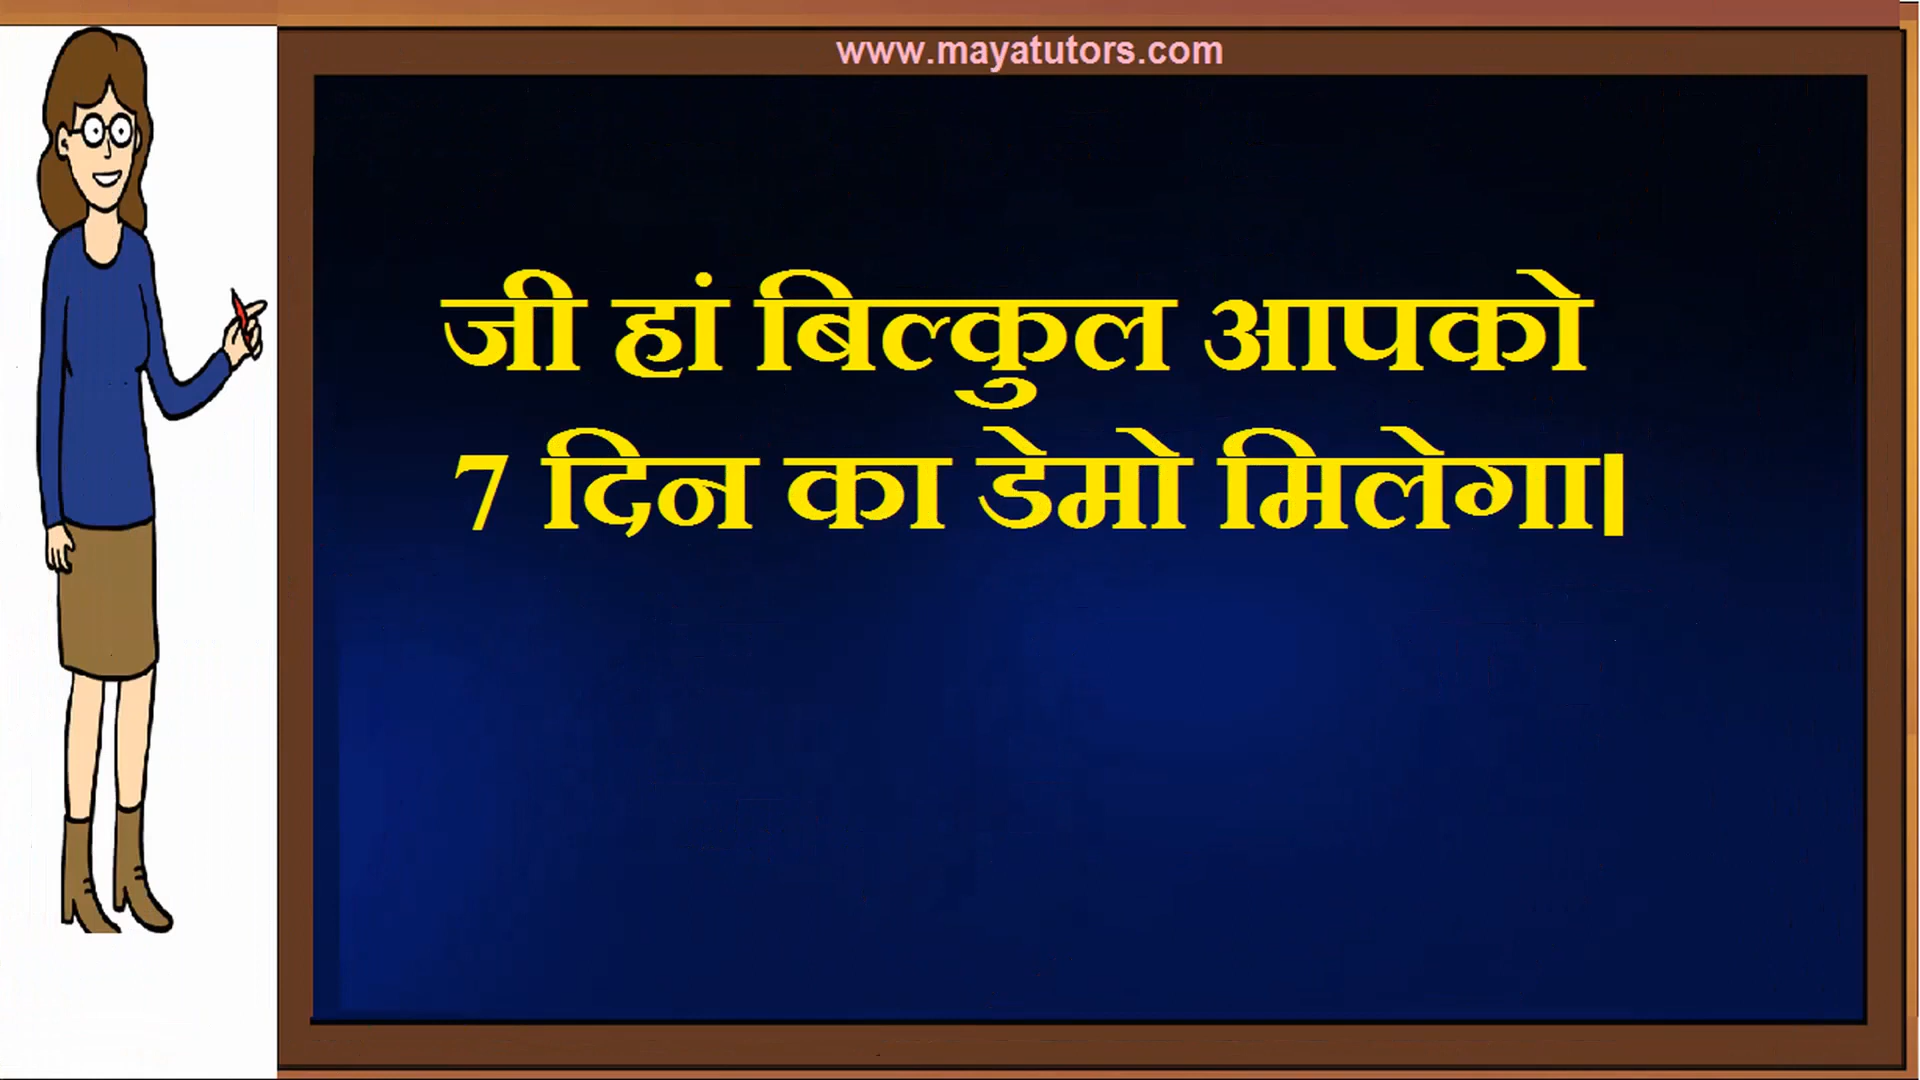 www.mayatutors.com
जी हां बिल्कुल आपको
7 दिन का डेमो मिलेगा।